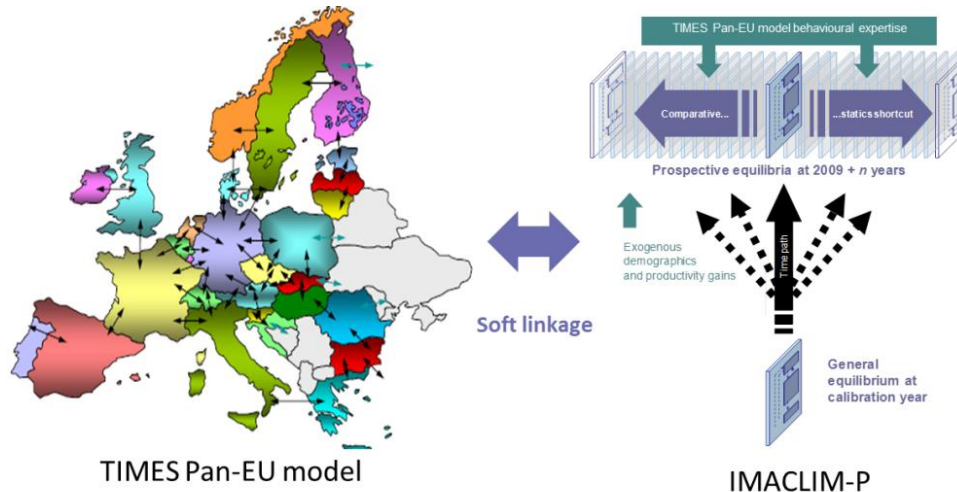 TIMES Pan-EU model behavioural expertise
Comparative...
...statics shortcut
Prospective equilibria at 2009 + n years
Exogenous
demographics
and productivity gains
Time path
Soft linkage
General
equilibrium at
calibration year
TIMES Pan-EU model
IMACLIM-P